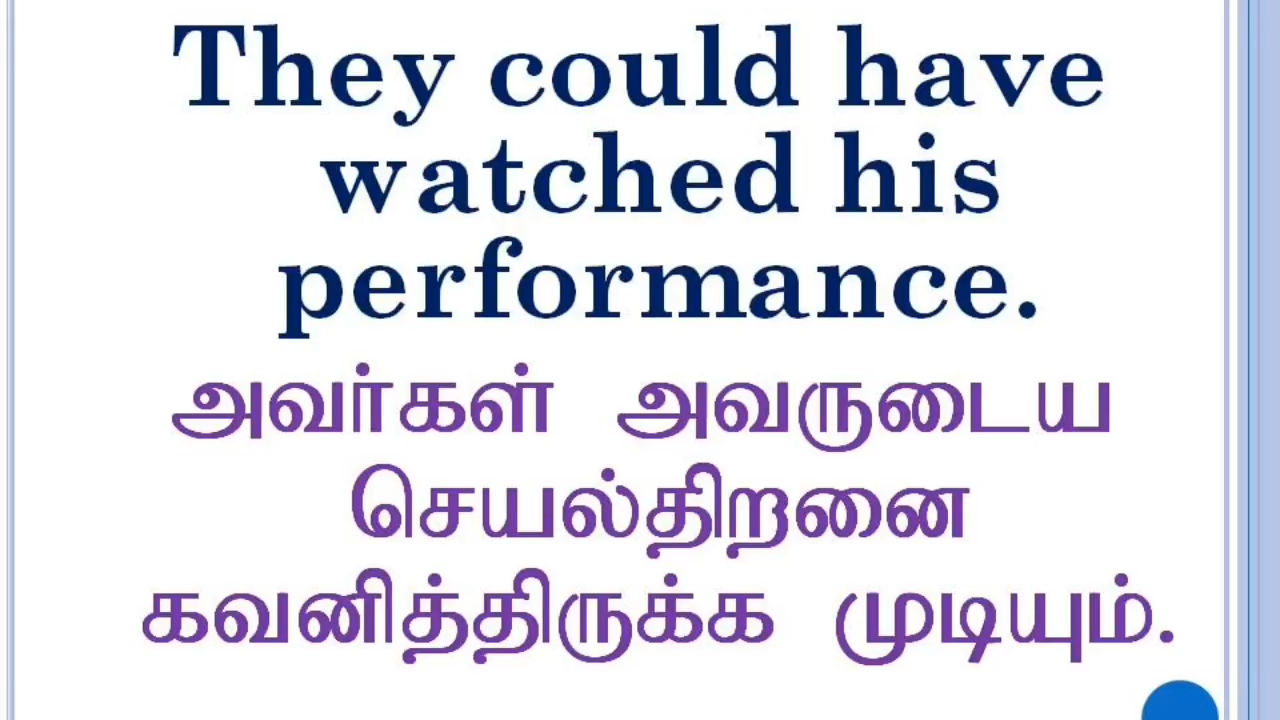 They could have
watched his
performance.
அவர்கள் அவருடைய
செயல்திறனை
கவனித்திருக்க முடியும்.